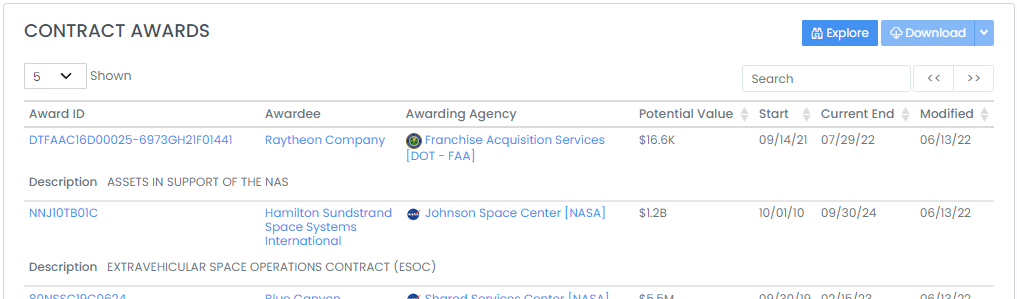 CONTRACT AWARDS
Explore
Download
5
Shown
Search
<<
>>
Award ID Awardee Awarding Agency Potential Value Start Current End Modified
DTFAAC16D00025-6973GH21F01441 Raytheon Company Franchise Acquisition Services $16.6K 09/14/21 07/29/22 06/13/22
[DOT - FAA]
Description ASSETS IN SUPPORT OF THE NAS
NNJ10TB01C Hamilton Sundstrand Johnson Space Center [NASA] $1.2B 10/01/10 09/30/24 06/13/22
Space Systems
International
Description EXTRAVEHICULAR SPACE OPERATIONS CONTRACT (ESOC)
80NSSC19C0624 Blue Canyon Shared Services Center [NASA] $5.5M 09/30/19 02/15/23 06/13/22